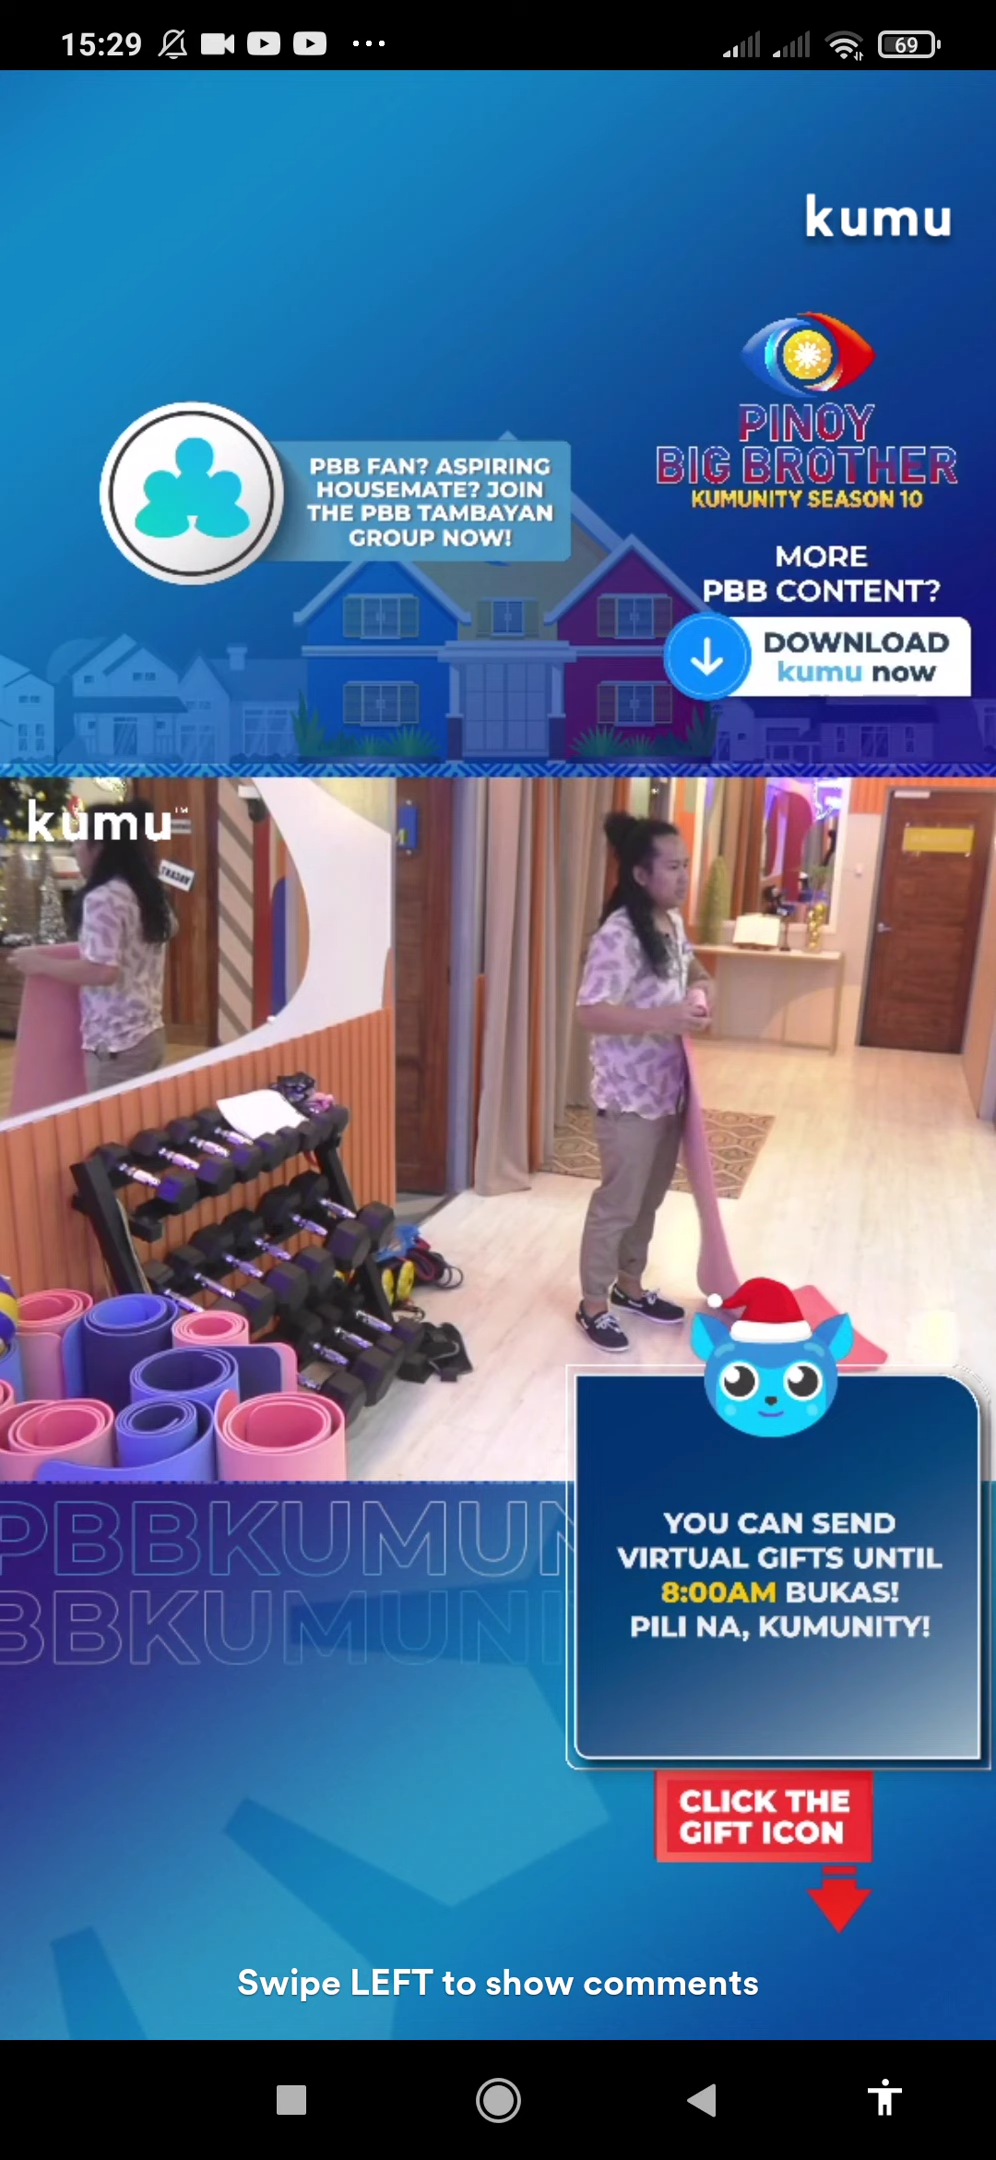 15:29
69
kumu
PINOY
BIG BROTHER
KUMUNITY SEASON 10
PBB FAN? ASPIRING
HOUSEMATE? JOIN
THE PBB TAMBAYAN
GROUP NOW!
MORE
PBB CONTENT?
DOWNLOAD
kumu now
kumu™
PBBKUMUN
BBKUMUNI
YOU CAN SEND
VIRTUAL GIFTS UNTIL
8:00AM BUKAS!
PILI NA, KUMUNITY!
CLICK THE
GIFT ICON
Swipe LEFT to show comments